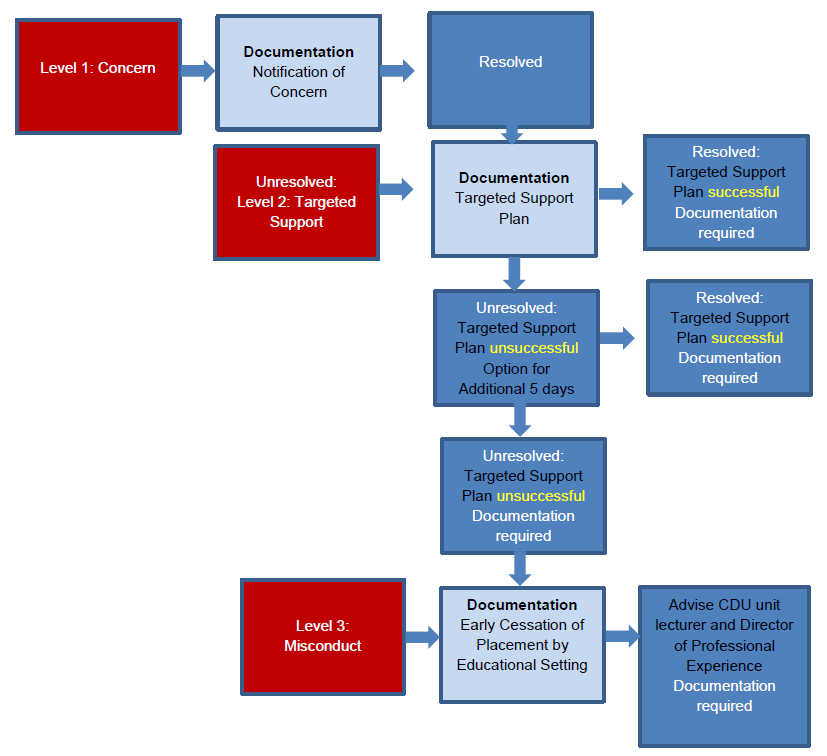 Level 1: Concern
Documentation
Notification of
Concern
Resolved
Unresolved:
Level 2: Targeted
Support
Documentation
Targeted Support
Plan
Resolved:
Targeted Support
Plan successful
Documentation
required
Unresolved:
Targeted Support
Plan unsuccessful
Option for
Additional 5 days
Resolved:
Targeted Support
Plan successful
Documentation
required
Unresolved:
Targeted Support
Plan unsuccessful
Documentation
required
Level 3:
Misconduct
Documentation
Early Cessation of
Placement by
Educational Setting
Advise CDU unit
lecturer and Director
of Professional
Experience
Documentation
required